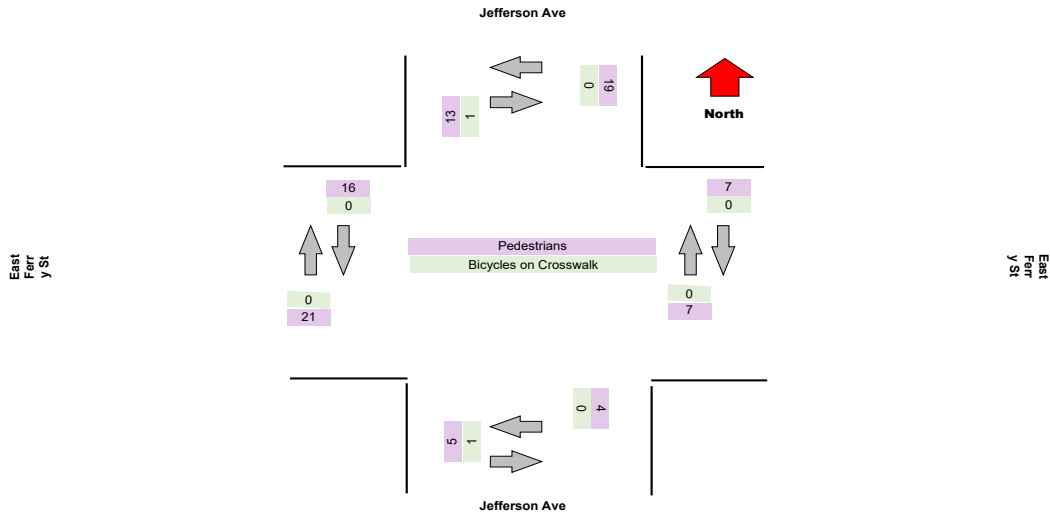 Jefferson Ave
0
19
13
1
North
16
0
7
0
Pedestrians
Bicycles on Crosswalk
East
Ferr
y St
East
Ferr
y St
0
21
0
7
0
4
5
1
Jefferson Ave